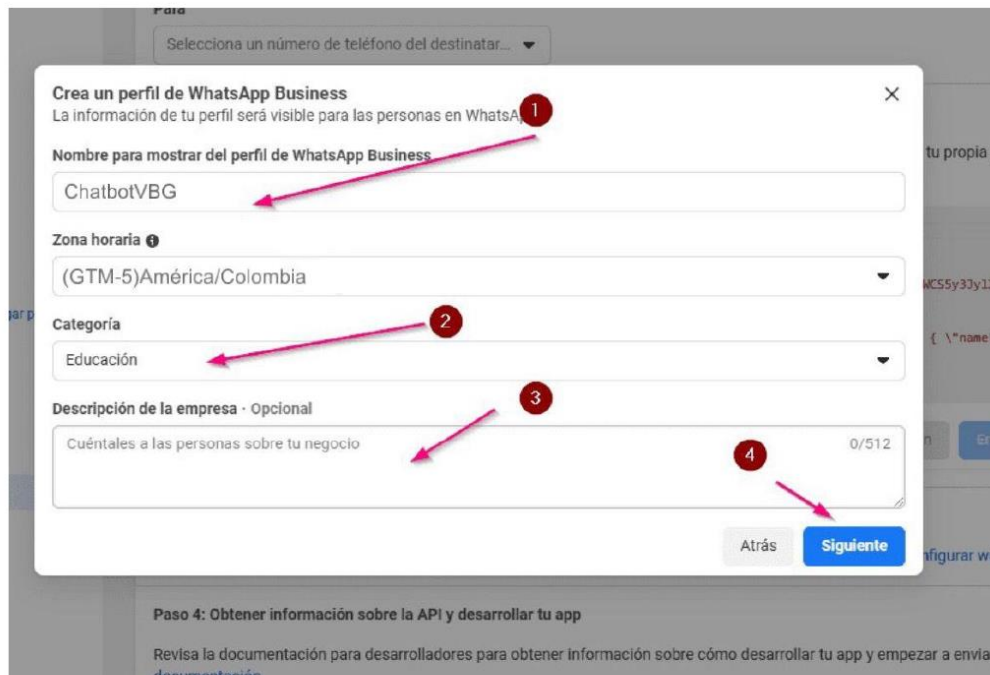 Para
Selecciona un número de teléfono del destinatar...
Crea un perfil de WhatsApp Business
La información de tu perfil será visible para las personas en
1
Nombre para mostrar del perfil de WhatsApp Business
tu propia
ChatbotVBG
Zona horaria
(GTM-5)América/Colombia
Categoría
2
{ \"name
Educación
Descripción de la empresa · Opcional
3
Cuéntales a las personas sobre tu negocio
0/512
4
Atrás
Siguiente
Paso 4: Obtener información sobre la API y desarrollar tu app
Revisa la documentación para desarrolladores para obtener información sobre cómo desarrollar tu app y empezar a envia
documentación